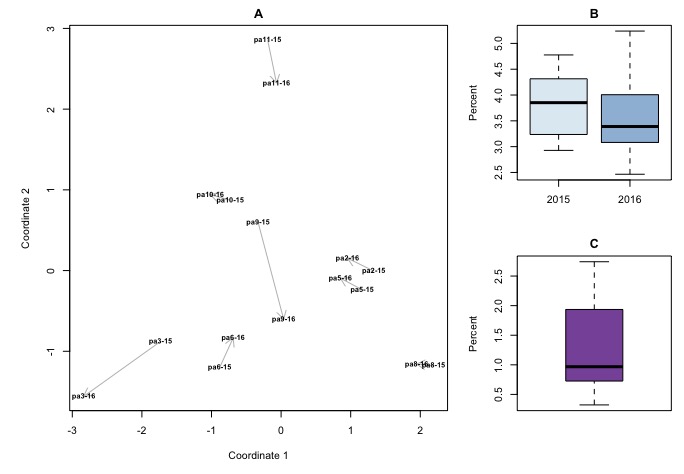 A
3
2
1
0
-1
-3
-2
-1
0
1
2
Coordinate 2
Coordinate 1
pa11-15
pa11-16
pa10-16
pa10-15
pa9-15
pa2-16
pa2-15
pa5-16
pa5-15
pa9-16
pa6-16
pa3-15
pa6-15
pa8-16
pa8-15
pa3-16
B
Percent
5.0
4.5
4.0
3.5
3.0
2.5
2015
2016
C
Percent
2.5
2.0
1.5
1.0
0.5